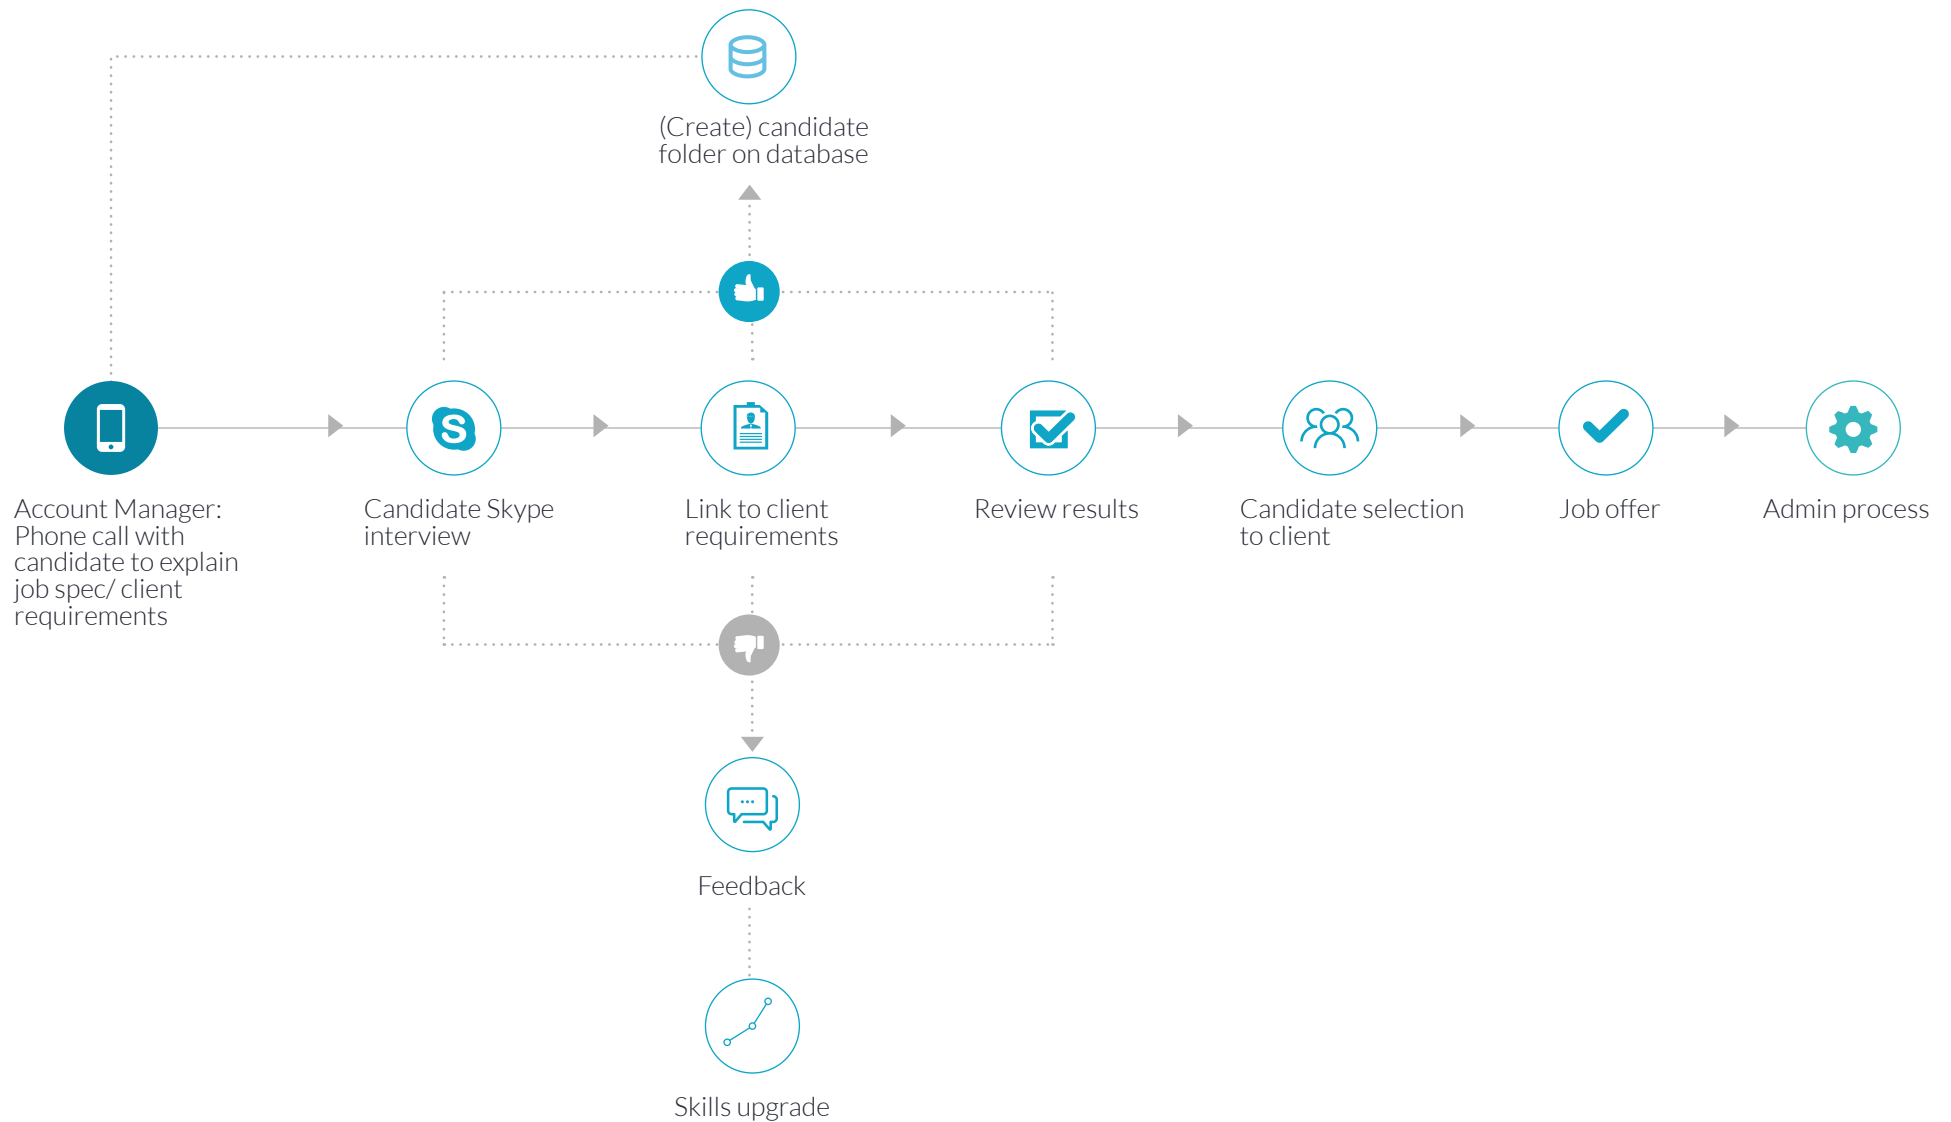 (Create) candidate
folder on database
Account Manager:
Phone call with
candidate to explain
job spec/ client
requirements
Candidate Skype
interview
Link to client
requirements
Review results
Candidate selection
to client
Job offer
Admin process
Feedback
Skills upgrade